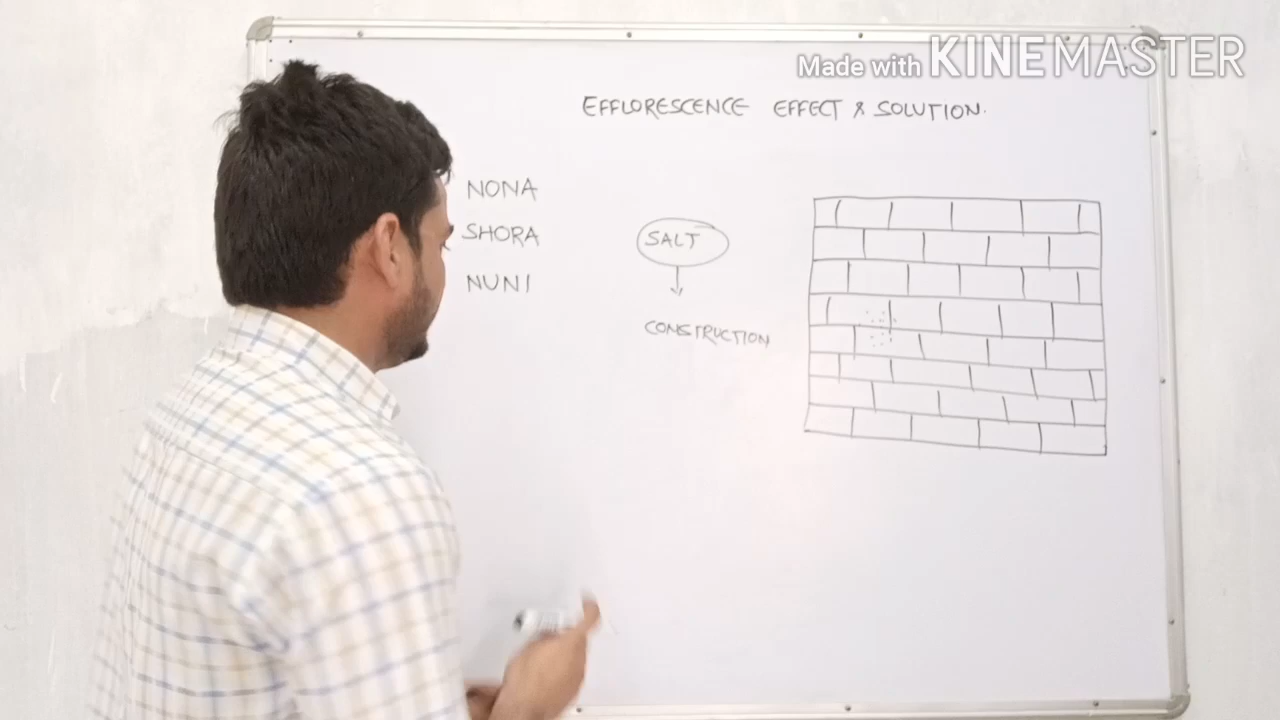 Made with KINEMASTER
EFFLORESCENCE EFFECT & SOLUTION.
NONA
SHORA
NUNI
SALT
CONSTRUCTION